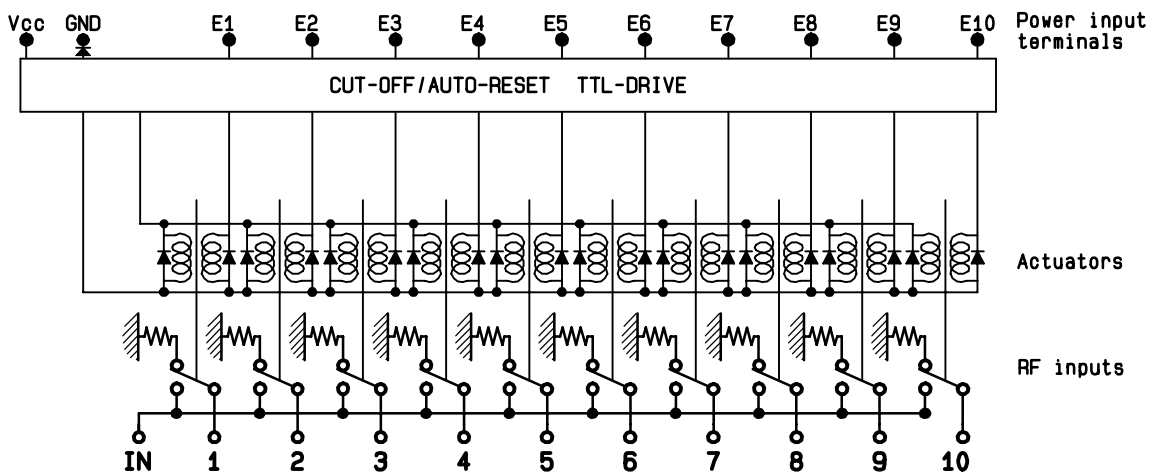 Vcc GND E1 E2 E3 E4 E5 E6 E7 E8 E9 E10 Power input
terminals
CUT-OFF/AUTO-RESET TTL-DRIVE
Actuators
RF inputs
IN 1 2 3 4 5 6 7 8 9 10